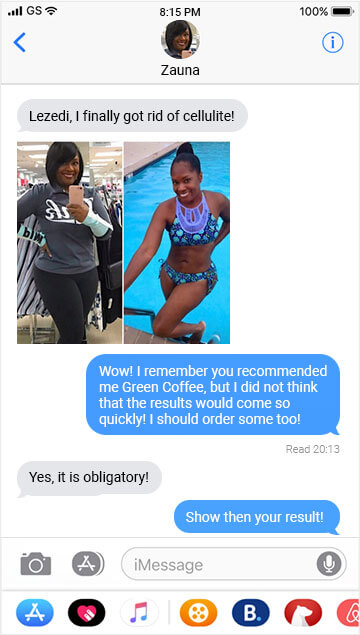 GS 8:15 PM 100%
Zauna
Lezedi, I finally got rid of cellulite!
Wow! I remember you recommended
me Green Coffee, but I did not think
that the results would come so
quickly! I should order some too!
Read 20:13
Yes, it is obligatory!
Show then your result!
iMessage
B.